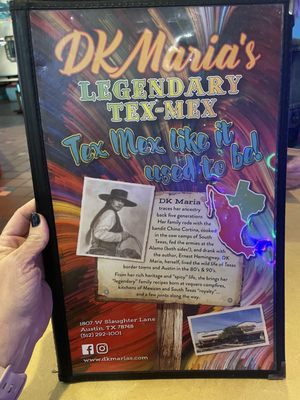 DK Maria's
LEGENDARY
TEX-MEX
Tex Mex like it
used to be!
DK Maria
traces her ancestry
back five generations
Her family rode with the
bandit Chino Cortina, cooked
in the cow camps of South
Texas, fed the armies at the
Alamo (both sides!), and drank with
the author, Ernest Hemingway. DK
Maria, herself, lived the wild life of Texas
border towns and Austin in the 80's & 90's.
From her rich heritage and "spicy" life, she brings her
"legendary" family recipes born at vaquero campfires,
kitchens of Mexican and South Texas, "royalty"....
and a few joints along the way.
1807 W Slaughter Lane
Austin, TX 78748
(512) 292-1001
www.dkmarias.com